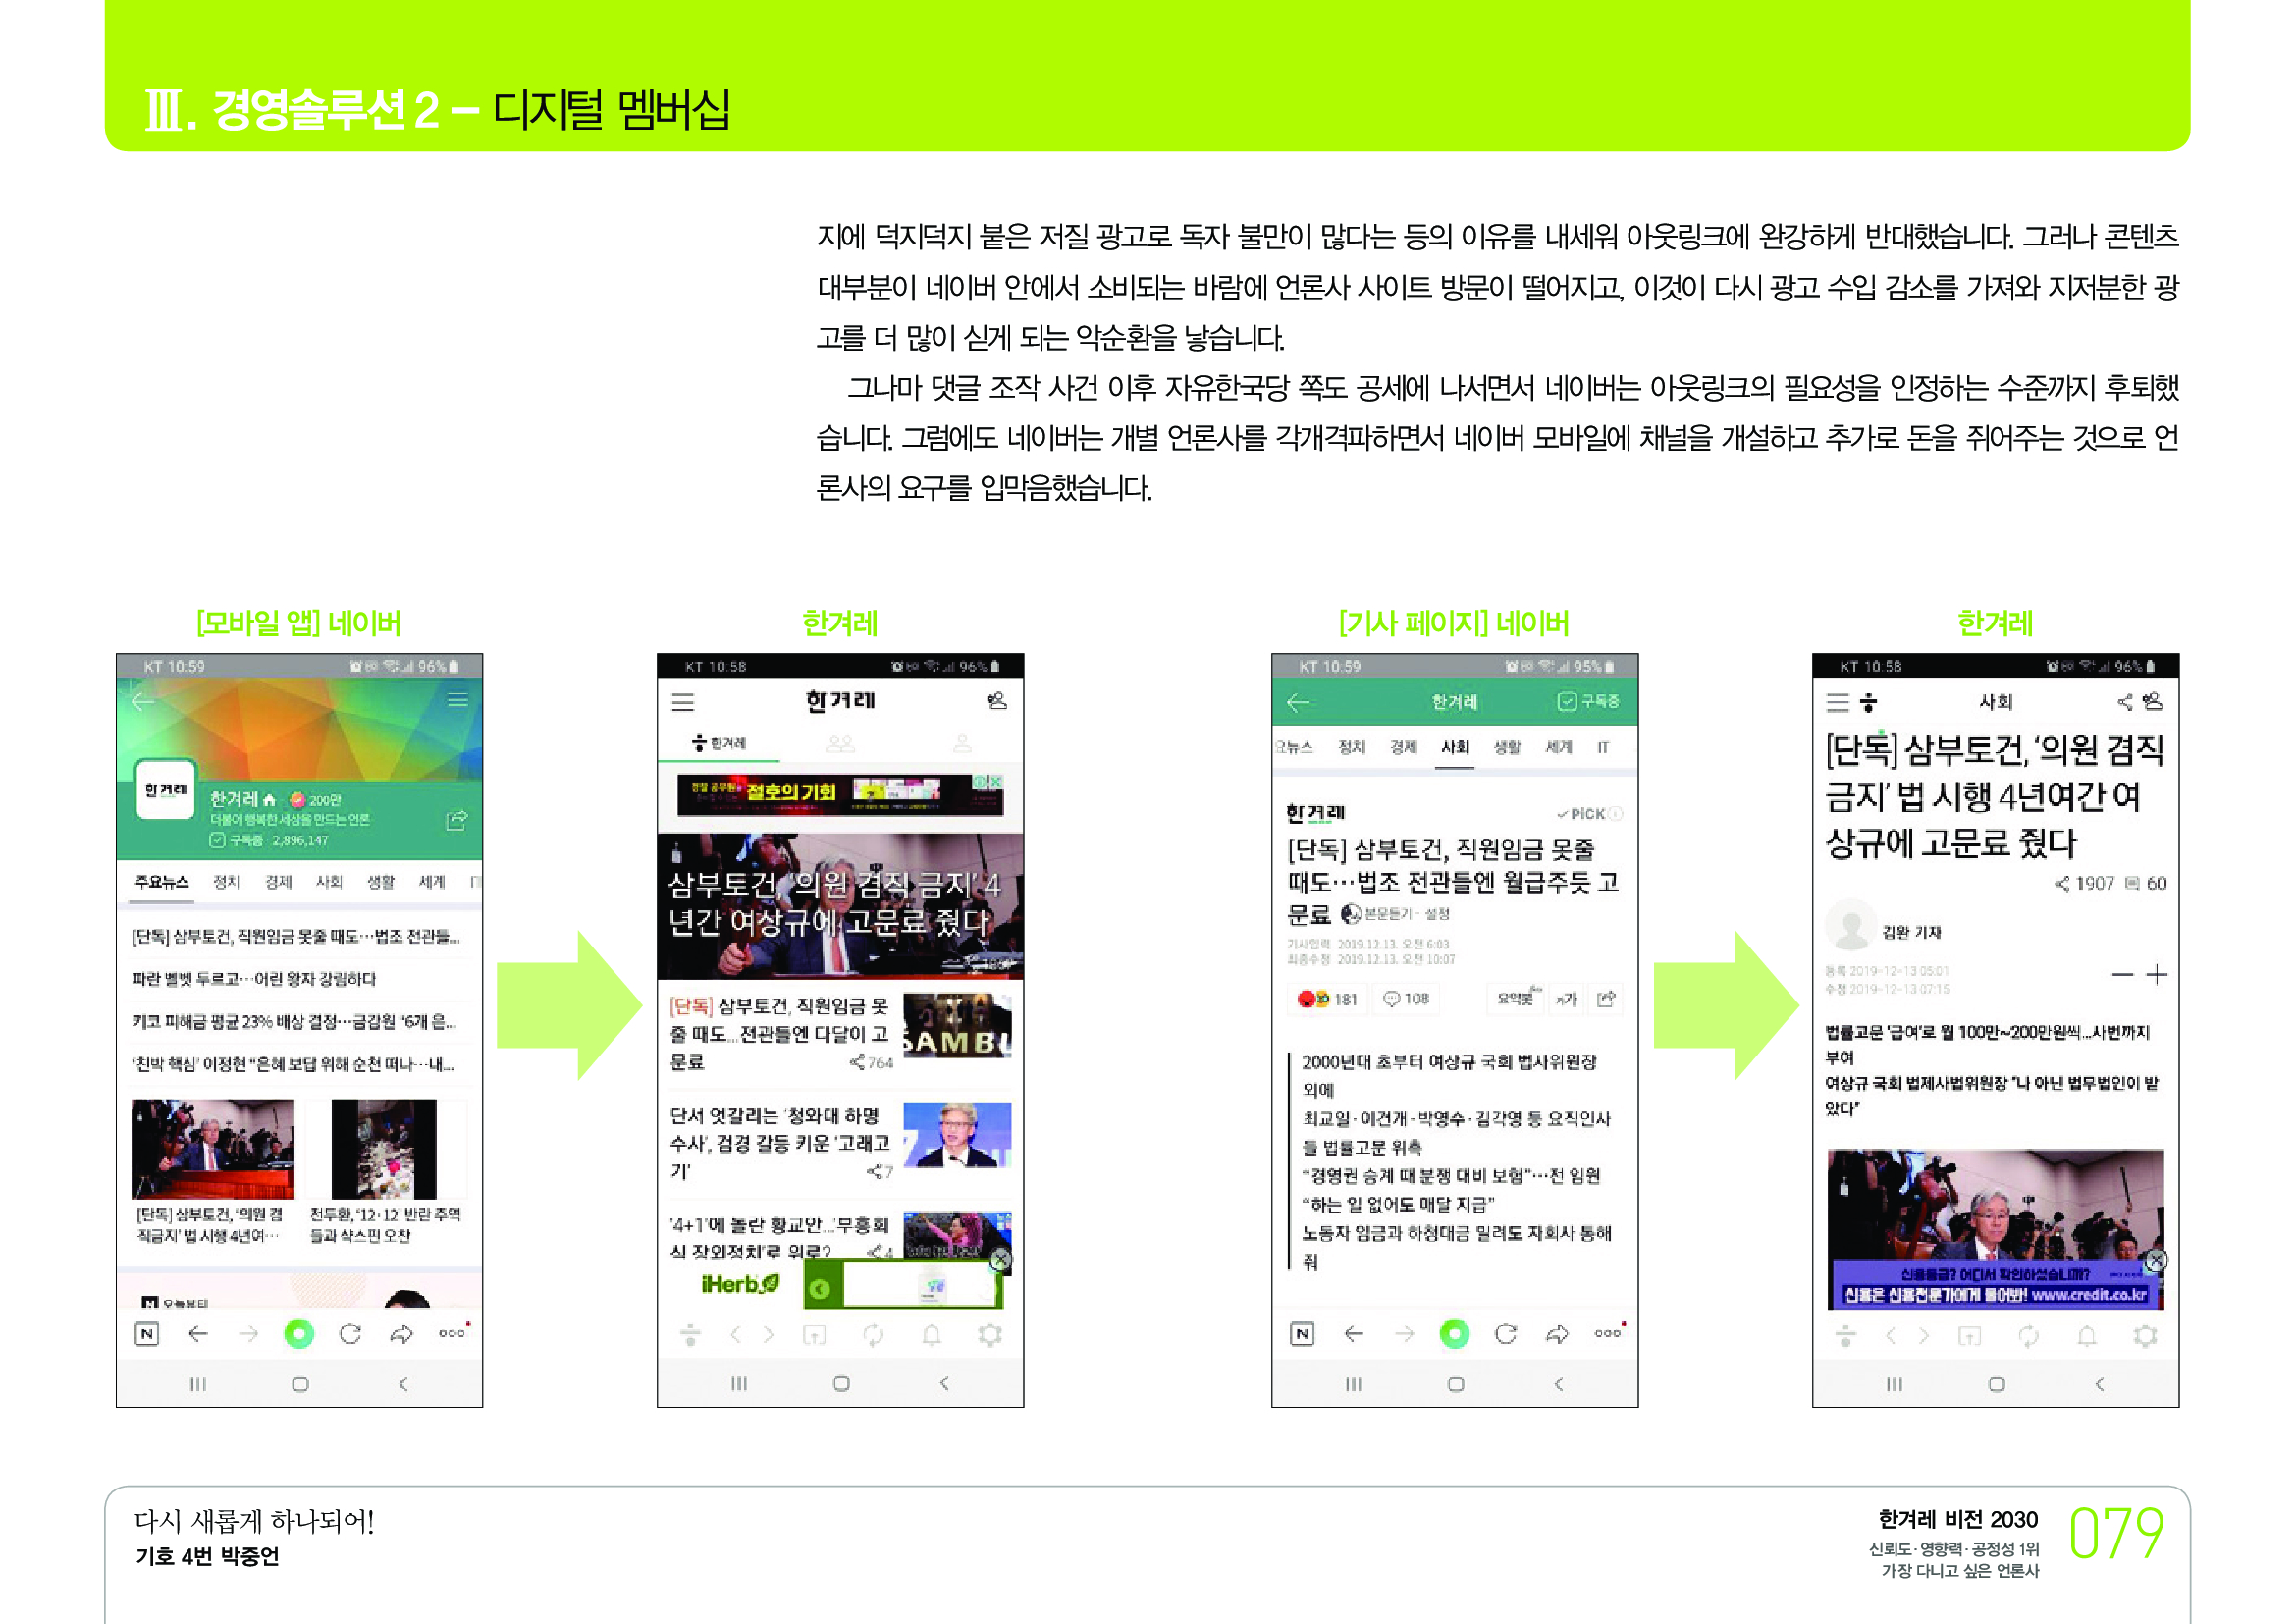 Ⅲ. 경영솔루션2 – 디지털 멤버십
지에 덕지덕지 붙은 저질 광고로 독자 불만이 많다는 등의 이유를 내세워 아웃링크에 완강하게 반대했습니다. 그러나 콘텐츠
대부분이 네이버 안에서 소비되는 바람에 언론사 사이트 방문이 떨어지고, 이것이 다시 광고 수입 감소를 가져와 지저분한 광
고를 더 많이 싣게 되는 악순환을 낳습니다.
그나마 댓글 조작 사건 이후 자유한국당 쪽도 공세에 나서면서 네이버는 아웃링크의 필요성을 인정하는 수준까지 후퇴했
습니다. 그럼에도 네이버는 개별 언론사를 각개격파하면서 네이버 모바일에 채널을 개설하고 추가로 돈을 쥐어주는 것으로 언
론사의 요구를 입막음했습니다.
[모바일 앱] 네이버
KT 10:59 96%
한겨레
한겨레 200만
더불어 행복한 세상을 만드는 언론
구독중 2,896,147
주요뉴스 정치 경제 사회 생활 세계
[단독] 삼부토건, 직원임금 못줄 때도…법조 전관들...
파란 벨벳 두르고…어린 왕자 강림하다
키코 피해금 평균 23% 배상 결정…금감원 “6개 은...
‘친박 핵심’ 이정현 “은혜 보답 위해 순천 떠나…내...
[단독] 삼부토건, ‘의원 겸
직금지’ 법 시행 4년여…
전두환, ‘12·12’ 반란 주역
들과 샥스핀 오찬
N 오늘뷰티
N
한겨레
KT 10:58 96%
한겨레
한겨레
경찰 공무원 절호의 기회
삼부토건, ‘의원 겸직 금지’ 4
년간 여상규에 고문료 줬다
[단독] 삼부토건, 직원임금 못
줄 때도...전관들엔 다달이 고
문료 764
SAMBU
단서 엇갈리는 ‘청와대 하명
수사’, 검경 갈등 키운 ‘고래고
기’ 7
‘4+1’에 놀란 황교안...‘부흥회
식 장외정치’로 위로? 4
iHerb
[기사 페이지] 네이버
KT 10:59 95%
한겨레 구독중
요뉴스 정치 경제 사회 생활 세계 IT
한겨레 PICK
[단독] 삼부토건, 직원임금 못줄
때도…법조 전관들엔 월급주듯 고
문료 본문듣기 · 설정
기사입력 2019.12.13. 오전 6:03
최종수정 2019.12.13. 오전 10:07
181 108 요약봇 가가
2000년대 초부터 여상규 국회 법사위원장
외에
최교일·이건개·박영수·김각영 등 요직인사
들 법률고문 위촉
“경영권 승계 때 분쟁 대비 보험”…전 임원
“하는 일 없어도 매달 지급”
노동자 임금과 하청대금 밀려도 자회사 통해
줘
N
한겨레
KT 10:58 96%
사회
[단독] 삼부토건, ‘의원 겸직
금지’ 법 시행 4년여간 여
상규에 고문료 줬다
1907 60
김완 기자
등록 2019-12-13 05:01
수정 2019-12-13 07:15
법률고문 ‘급여’로 월 100만~200만원씩...사번까지
부여
여상규 국회 법제사법위원장 “나 아닌 법무법인이 받
았다”
신용등급? 어디서 확인하셨습니까?
신용은 신용전문가에게 물어봐! www.credit.co.kr
다시 새롭게 하나되어!
기호 4번 박중언
한겨레 비전 2030
신뢰도·영향력·공정성 1위
가장 다니고 싶은 언론사
079